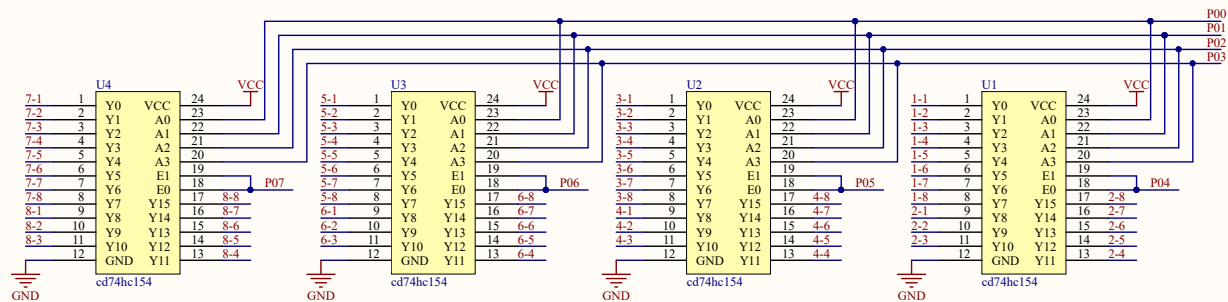 P00
P01
P02
P03
U4 U3 U2 U1
VCC VCC VCC VCC
7-1 1 Y0 VCC 24 5-1 1 Y0 VCC 24 3-1 1 Y0 VCC 24 1-1 1 Y0 VCC 24
7-2 2 Y1 A0 23 5-2 2 Y1 A0 23 3-2 2 Y1 A0 23 1-2 2 Y1 A0 23
7-3 3 Y2 A1 22 5-3 3 Y2 A1 22 3-3 3 Y2 A1 22 1-3 3 Y2 A1 22
7-4 4 Y3 A2 21 5-4 4 Y3 A2 21 3-4 4 Y3 A2 21 1-4 4 Y3 A2 21
7-5 5 Y4 A3 20 5-5 5 Y4 A3 20 3-5 5 Y4 A3 20 1-5 5 Y4 A3 20
7-6 6 Y5 E1 19 5-6 6 Y5 E1 19 3-6 6 Y5 E1 19 1-6 6 Y5 E1 19
7-7 7 Y6 E0 18 P07 5-7 7 Y6 E0 18 P06 3-7 7 Y6 E0 18 P05 1-7 7 Y6 E0 18 P04
7-8 8 Y7 Y15 17 8-8 5-8 8 Y7 Y15 17 6-8 3-8 8 Y7 Y15 17 4-8 1-8 8 Y7 Y15 17 2-8
8-1 9 Y8 Y14 16 8-7 6-1 9 Y8 Y14 16 6-7 4-1 9 Y8 Y14 16 4-7 2-1 9 Y8 Y14 16 2-7
8-2 10 Y9 Y13 15 8-6 6-2 10 Y9 Y13 15 6-6 4-2 10 Y9 Y13 15 4-6 2-2 10 Y9 Y13 15 2-6
8-3 11 Y10 Y12 14 8-5 6-3 11 Y10 Y12 14 6-5 4-3 11 Y10 Y12 14 4-5 2-3 11 Y10 Y12 14 2-5
12 GND Y11 13 8-4 12 GND Y11 13 6-4 12 GND Y11 13 4-4 12 GND Y11 13 2-4
GND cd74hc154 GND cd74hc154 GND cd74hc154 GND cd74hc154